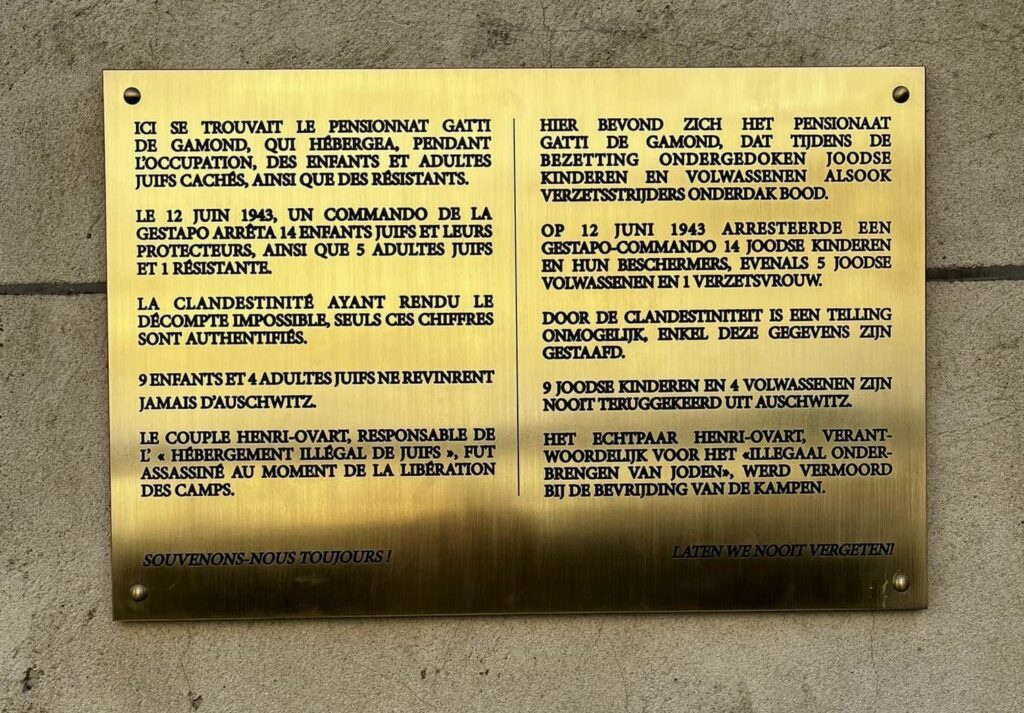 ICI SE TROUVAIT LE PENSIONNAT GATTI
DE GAMOND, QUI HÉBERGEA, PENDANT
L'OCCUPATION, DES ENFANTS ET ADULTES
JUIFS CACHÉS, AINSI QUE DES RÉSISTANTS.
LE 12 JUIN 1943, UN COMMANDO DE LA
GESTAPO ARRÊTA 14 ENFANTS JUIFS ET LEURS
PROTECTEURS, AINSI QUE 5 ADULTES JUIFS
ET 1 RÉSISTANTE.
LA CLANDESTINITÉ AYANT RENDU LE
DÉCOMPTE IMPOSSIBLE, SEULS CES CHIFFRES
SONT AUTHENTIFIÉS.
9 ENFANTS ET 4 ADULTES JUIFS NE REVINRENT
JAMAIS D'AUSCHWITZ.
LE COUPLE HENRI-OVART, RESPONSABLE DE
L' « HÉBERGEMENT ILLÉGAL DE JUIFS », FUT
ASSASSINÉ AU MOMENT DE LA LIBÉRATION
DES CAMPS.
SOUVENONS-NOUS TOUJOURS !
HIER BEVOND ZICH HET PENSIONAAT
GATTI DE GAMOND, DAT TIJDENS DE
BEZETTING ONDERGEDOKEN JOODSE
KINDEREN EN VOLWASSENEN ALSOOK
VERZETSSTRIJDERS ONDERDAK BOOD.
OP 12 JUNI 1943 ARRESTEERDE EEN
GESTAPO-COMMANDO 14 JOODSE KINDEREN
EN HUN BESCHERMERS, EVENALS 5 JOODSE
VOLWASSENEN EN 1 VERZETSVROUW.
DOOR DE CLANDESTINITEIT IS EEN TELLING
ONMOGELIJK, ENKEL DEZE GEGEVENS ZIJN
GESTAAFD.
9 JOODSE KINDEREN EN 4 VOLWASSENEN ZIJN
NOOIT TERUGGEKEERD UIT AUSCHWITZ.
HET ECHTPAAR HENRI-OVART, VERANT-
WOORDELIJK VOOR HET «ILLEGAAL ONDER-
BRENGEN VAN JODEN», WERD VERMOORD
BIJ DE BEVRIJDING VAN DE KAMPEN.
LATEN WE NOOIT VERGETEN!